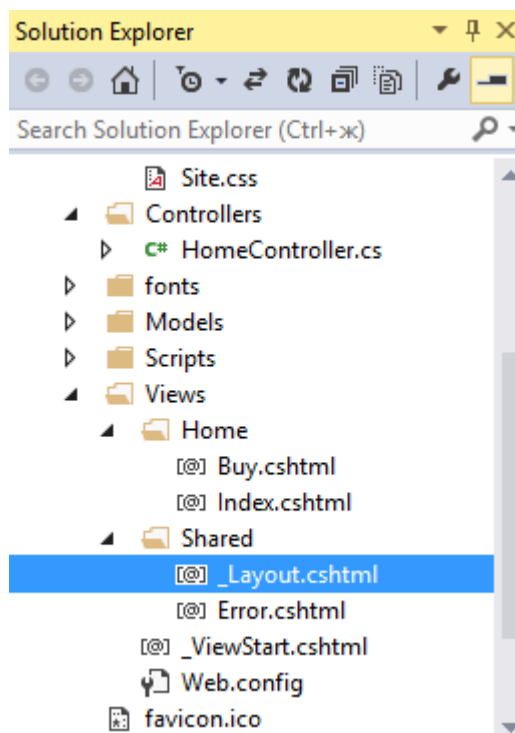 Solution Explorer
Search Solution Explorer (Ctrl+ж)
Site.css
Controllers
C# HomeController.cs
fonts
Models
Scripts
Views
Home
[@] Buy.cshtml
[@] Index.cshtml
Shared
[@] _Layout.cshtml
[@] Error.cshtml
[@] _ViewStart.cshtml
Web.config
favicon.ico